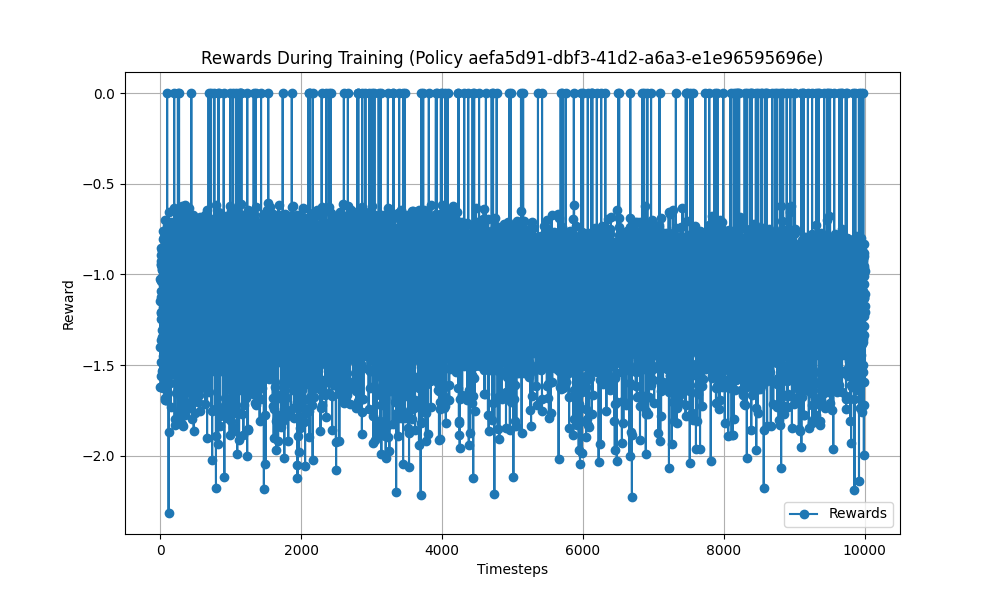 Rewards During Training (Policy aefa5d91-dbf3-41d2-a6a3-e1e96595696e)
0.0
−0.5
−1.0
−1.5
−2.0
Reward
Rewards
0 2000 4000 6000 8000 10000
Timesteps